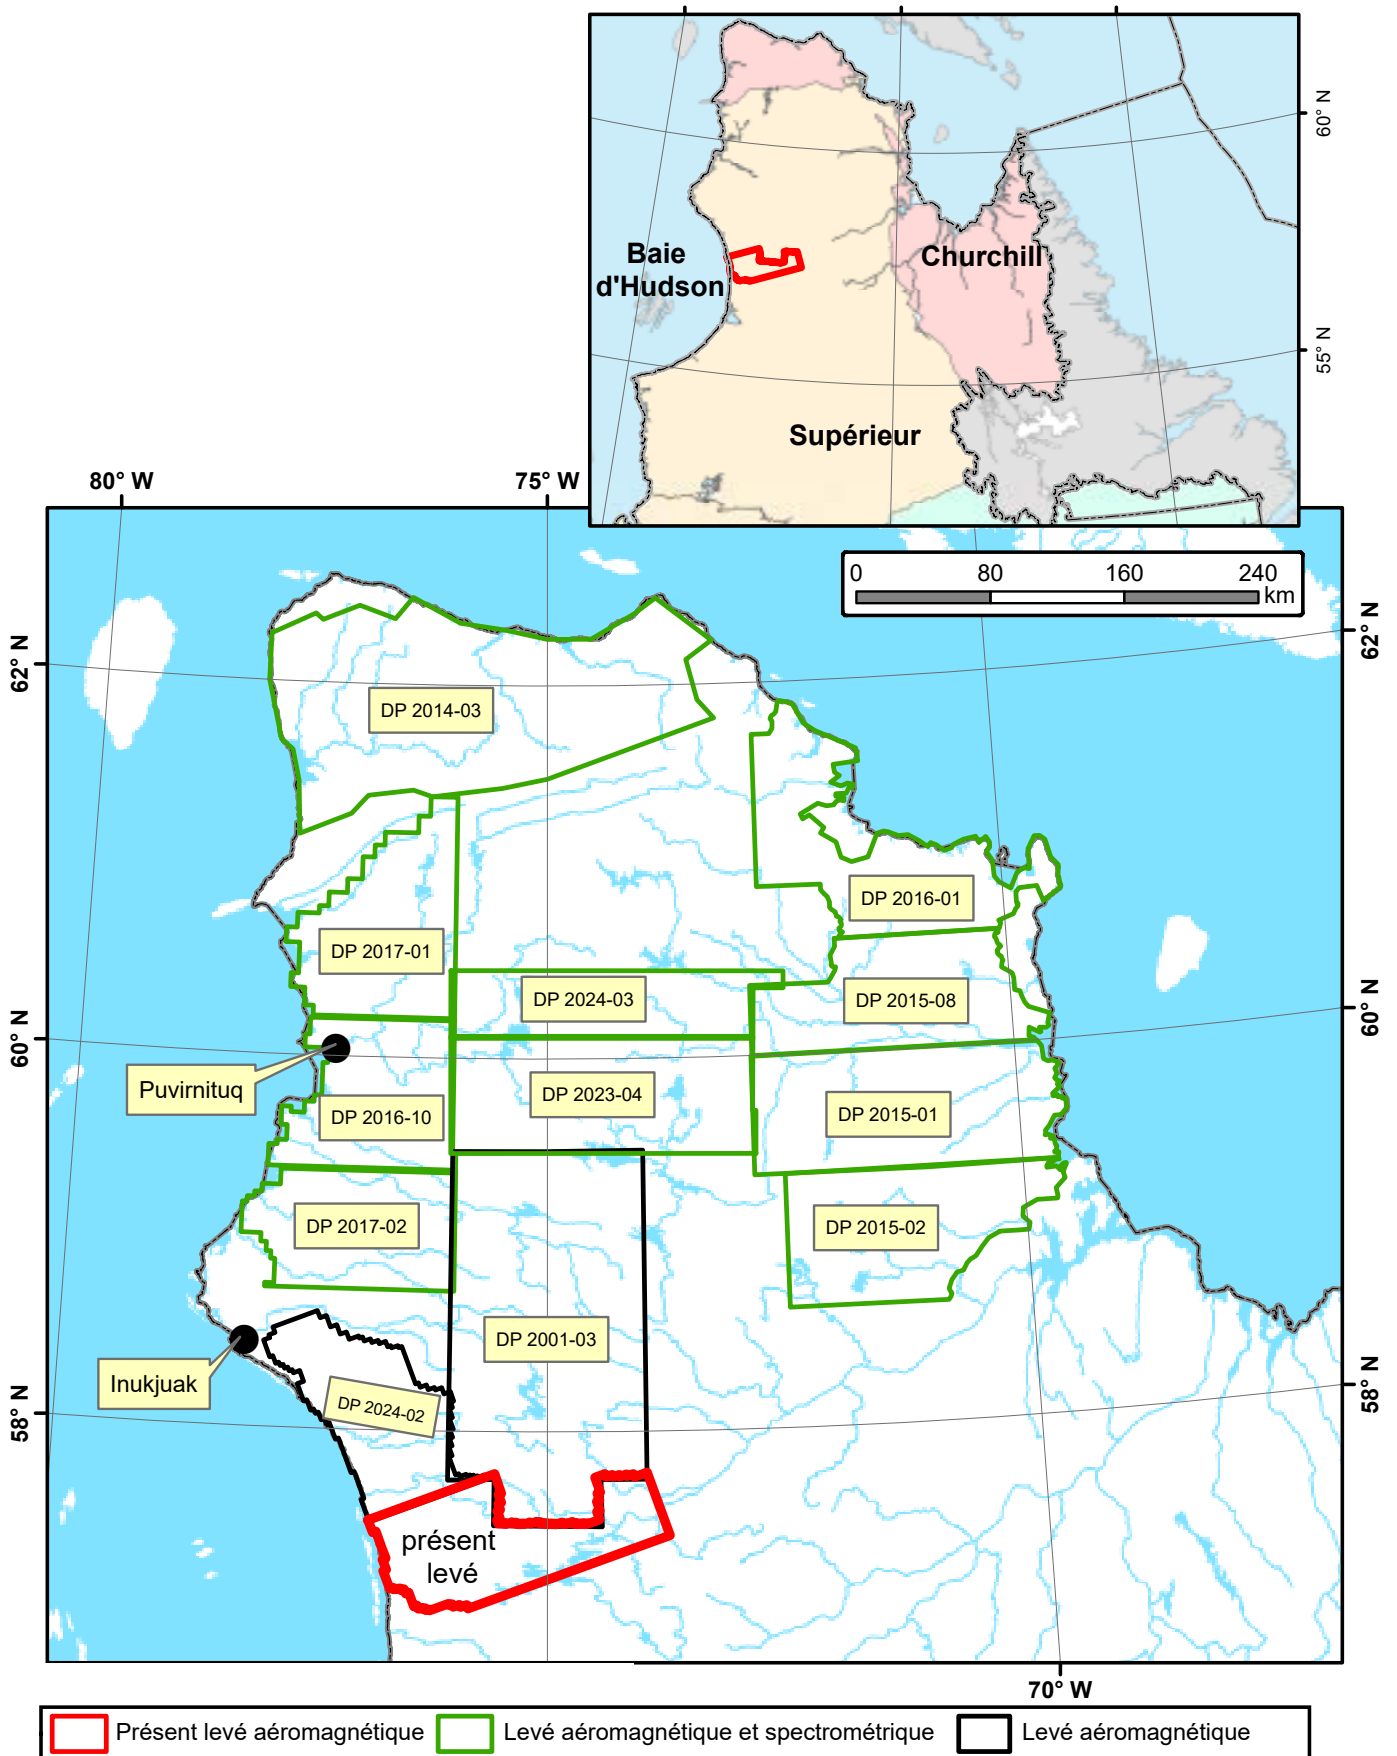 60° N
55° N
Baie
d'Hudson
Churchill
Supérieur
80° W
75° W
0 80 160 240
km
62° N
62° N
DP 2014-03
DP 2016-01
DP 2017-01
DP 2024-03
DP 2015-08
60° N
60° N
Puvirnituq
DP 2023-04
DP 2016-10
DP 2015-01
DP 2017-02
DP 2015-02
DP 2001-03
Inukjuak
DP 2024-02
58° N
58° N
présent
levé
70° W
Présent levé aéromagnétique
Levé aéromagnétique et spectrométrique
Levé aéromagnétique